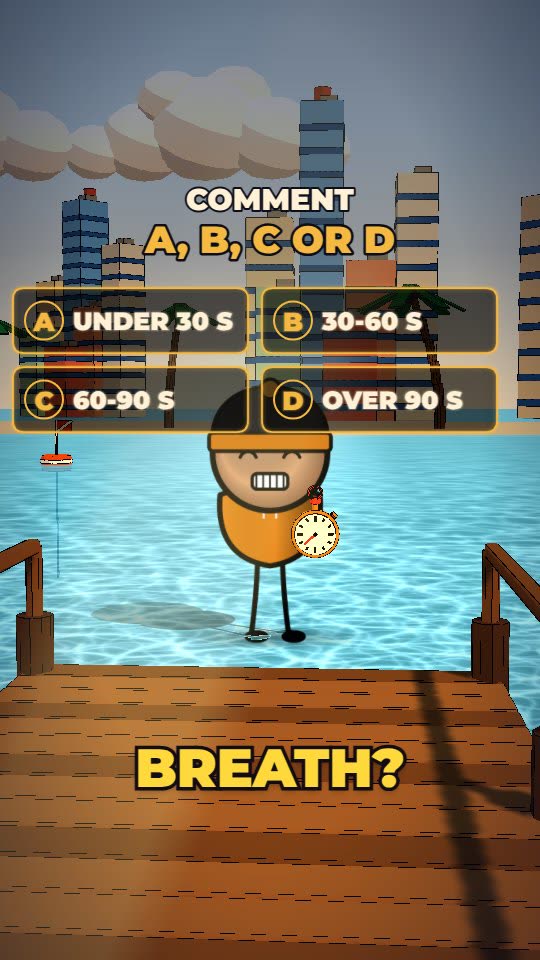 COMMENT
A, B, C OR D
A UNDER 30 S
B 30-60 S
C 60-90 S
D OVER 90 S
BREATH?